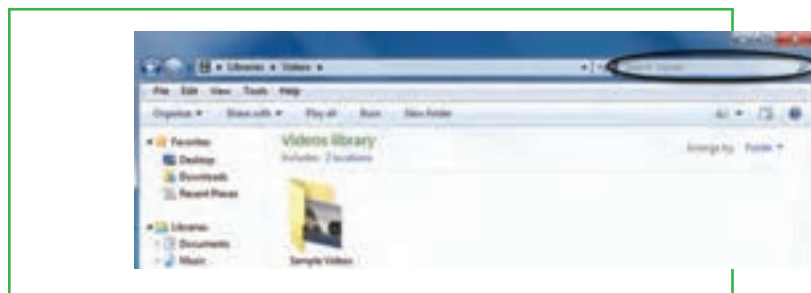 Libraries Videos
Search Videos
File Edit View Tools Help
Organize Share with Play all Burn New folder
Favorites
Desktop
Downloads
Recent Places
Videos library
Includes: 2 locations
Arrange by: Folder
Libraries
Documents
Music
Sample Videos